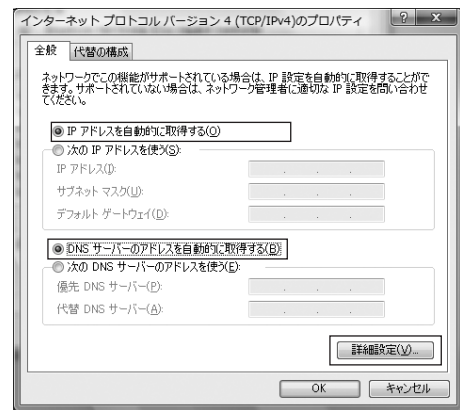 インターネット プロトコル バージョン 4 (TCP/IPv4)のプロパティ
全般
代替の構成
ネットワークでこの機能がサポートされている場合は、IP 設定を自動的に取得することがで
きます。サポートされていない場合は、ネットワーク管理者に適切な IP 設定を問い合わせ
てください。
IP アドレスを自動的に取得する(O)
次の IP アドレスを使う(S):
IP アドレス(I):
サブネット マスク(U):
デフォルト ゲートウェイ(D):
DNS サーバーのアドレスを自動的に取得する(B)
次の DNS サーバーのアドレスを使う(E):
優先 DNS サーバー(P):
代替 DNS サーバー(A):
詳細設定(V)...
OK
キャンセル